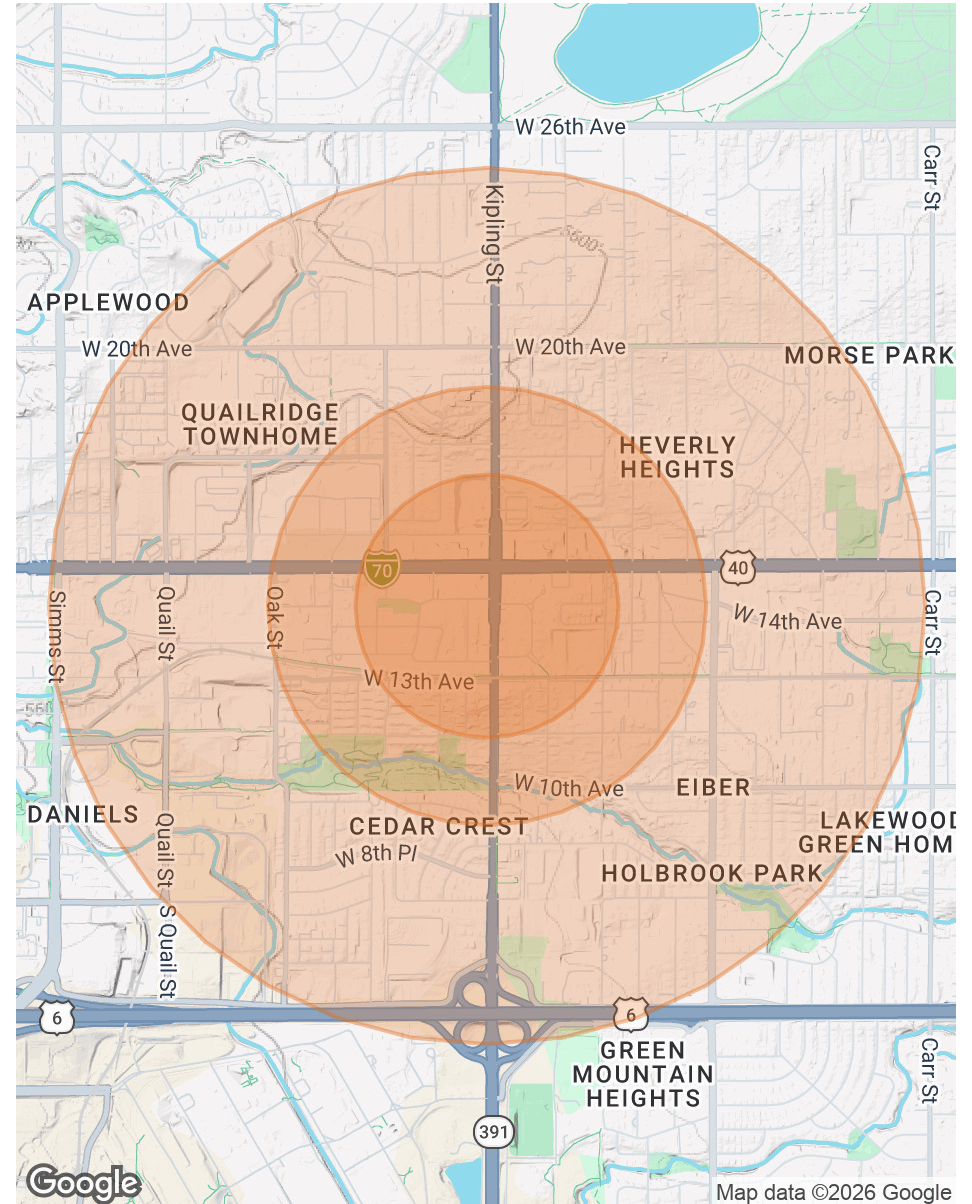 W 26th Ave
Carr St
Kipling St
5600'
APPLEWOOD
W 20th Ave
W 20th Ave
MORSE PARK
QUAILRIDGE
TOWNHOME
HEVERLY
HEIGHTS
70
40
Simms St
Quail St
Oak St
W 14th Ave
Carr St
W 13th Ave
W 10th Ave
EIBER
DANIELS
Quail St
CEDAR CREST
LAKEWOOD
GREEN HOM
W 8th Pl
HOLBROOK PARK
S Quail St
6
6
GREEN
MOUNTAIN
HEIGHTS
Carr St
391
Google
Map data ©2026 Google